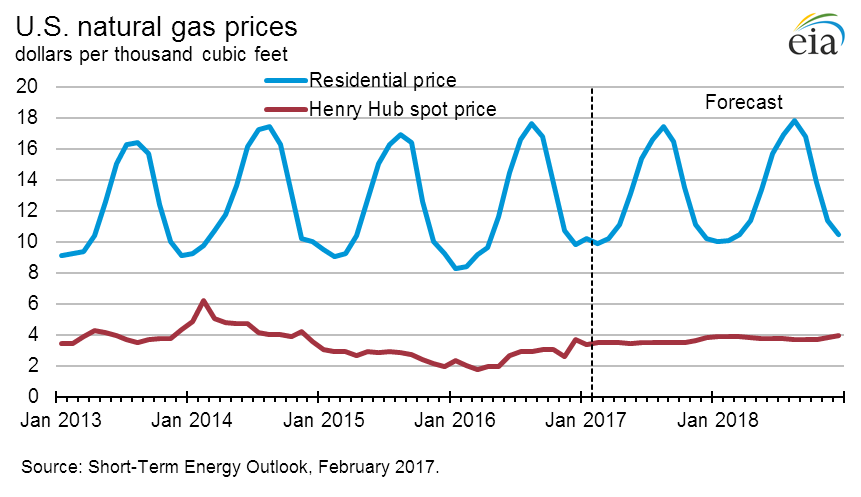 U.S. natural gas prices
dollars per thousand cubic feet
eia
Residential price
Henry Hub spot price
Forecast
20
18
16
14
12
10
8
6
4
2
0
Jan 2013 Jan 2014 Jan 2015 Jan 2016 Jan 2017 Jan 2018
Source: Short-Term Energy Outlook, February 2017.